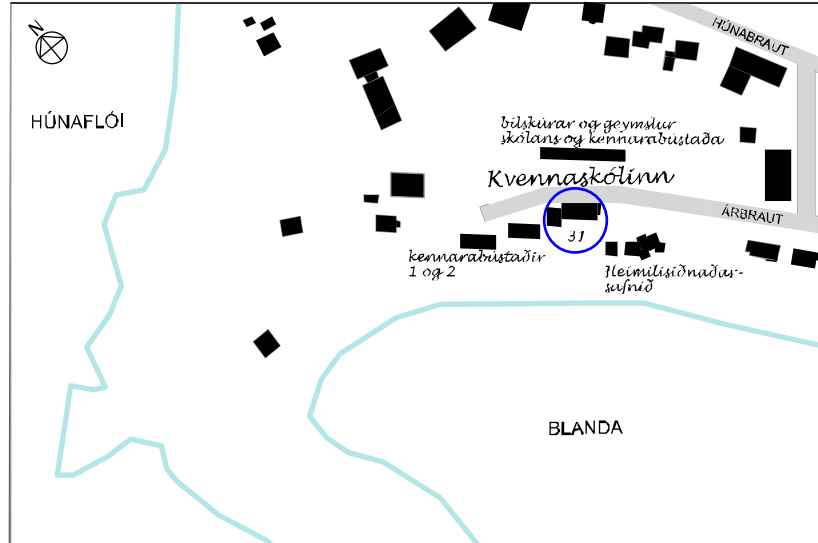 N
HÚNABRAUT
HÚNAFLÓI
bílskúrar og geymslur
skólans og kennarabústaða
Kvennaskólinn
ÁRBRAUT
31
kennarabústaðir
1 og 2
Heimilisiðnaðar-
safnið
BLANDA